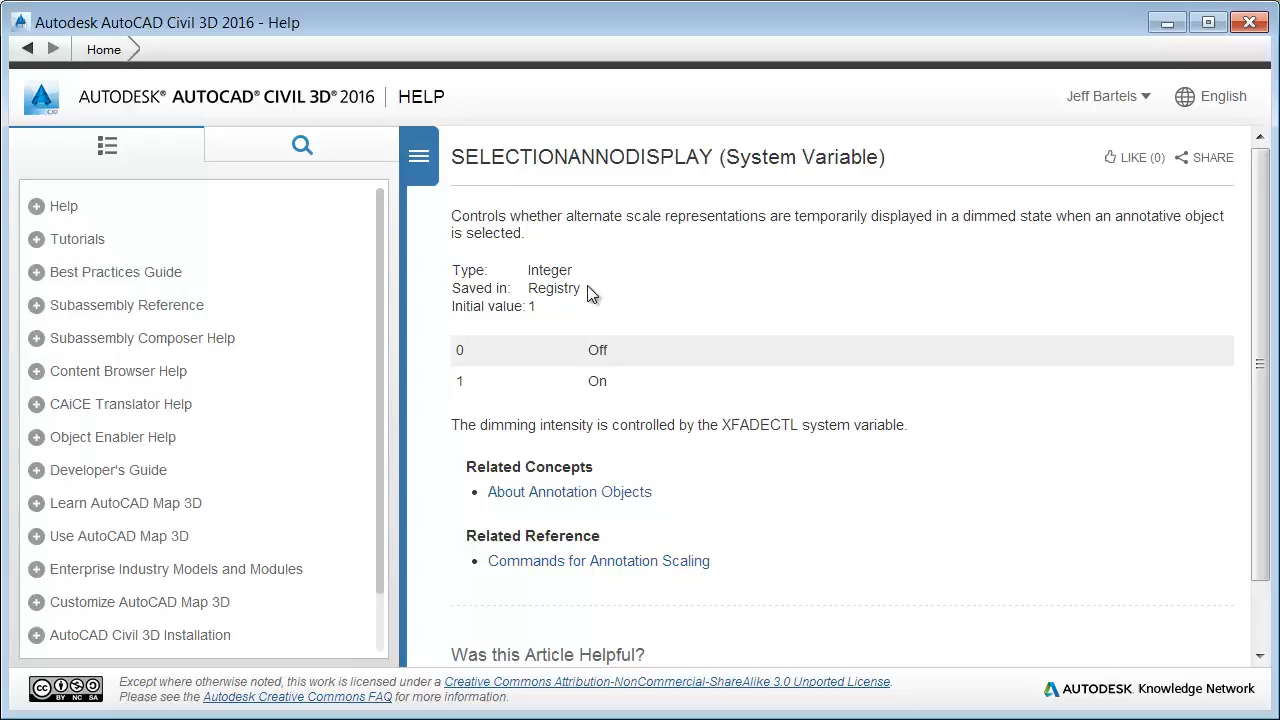 Autodesk AutoCAD Civil 3D 2016 - Help
Home
AUTODESK® AUTOCAD® CIVIL 3D® 2016 | HELP
Jeff Bartels
English
SELECTIONANNODISPLAY (System Variable)
LIKE (0)
SHARE
Controls whether alternate scale representations are temporarily displayed in a dimmed state when an annotative object
is selected.
Type: Integer
Saved in: Registry
Initial value: 1
0 Off
1 On
The dimming intensity is controlled by the XFADECTL system variable.
Related Concepts
• About Annotation Objects
Related Reference
• Commands for Annotation Scaling
Was this Article Helpful?
Help
Tutorials
Best Practices Guide
Subassembly Reference
Subassembly Composer Help
Content Browser Help
CAiCE Translator Help
Object Enabler Help
Developer's Guide
Learn AutoCAD Map 3D
Use AutoCAD Map 3D
Enterprise Industry Models and Modules
Customize AutoCAD Map 3D
AutoCAD Civil 3D Installation
C3D
cc
BY NC SA
Except where otherwise noted, this work is licensed under a Creative Commons Attribution-NonCommercial-ShareAlike 3.0 Unported License.
Please see the Autodesk Creative Commons FAQ for more information.
AUTODESK Knowledge Network